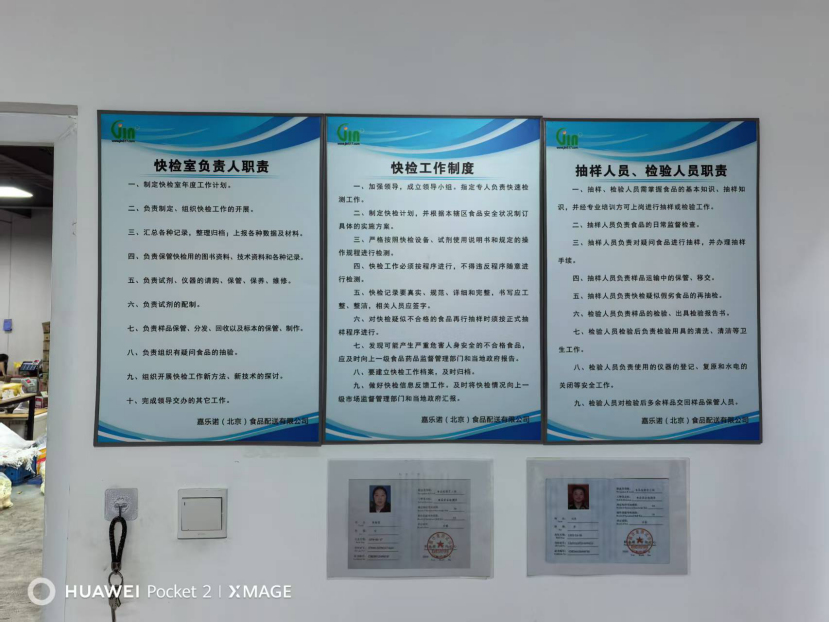 快检室负责人职责
一、制定快检室年度工作计划。
二、负责制定、组织快检工作的开展。
三、汇总各种记录，整理归档；上报各种数据及材料。
四、负责保管快检用的图书资料、技术资料和各种记录。
五、负责试剂、仪器的请购、保管、保养、维修。
六、负责试剂的配制。
七、负责样品保管、分发、回收以及标本的保管、制作。
八、负责组织有疑问食品的抽验。
九、组织开展快检工作新方法、新技术的探讨。
十、完成领导交办的其它工作。
嘉乐诺（北京）食品配送有限公司
快检工作制度
一、加强领导，成立领导小组、指定专人负责快速检
测工作。
二、制定快检计划，并根据本辖区食品安全状况制订
具体的实施方案。
三、严格按照快检设备、试剂使用说明书和规定的操
作规程进行检测。
四、快检工作必须按程序进行，不得违反程序随意进
行检测。
五、快检记录要真实、规范、详细和完整，书写应工
整、整洁，相关人员应签字。
六、对快检疑似不合格的食品再行抽样时须按正式抽
样程序进行。
七、发现可能产生严重危害人身安全的不合格食品，
应及时向上一级食品药品监督管理部门和当地政府报告。
八、要建立快检工作档案，及时归档。
九、做好快检信息反馈工作，及时将快检情况向上一
级市场监督管理部门和当地政府汇报。
嘉乐诺（北京）食品配送有限公司
抽样人员、检验人员职责
一、抽样、检验人员需掌握食品的基本知识、抽样知
识，并经专业培训方可上岗进行抽样或检验工作。
二、抽样人员负责食品的日常监督检查。
三、抽样人员负责对疑问食品进行抽样，并办理抽样
手续。
四、抽样人员负责样品运输中的保管、移交。
五、抽样人员负责快检疑似假劣食品的再抽检。
六、检验人员负责样品的检验、出具检验报告书。
七、检验人员检验后负责检验用具的清洗、清洁等卫
生工作。
八、检验人员负责使用的仪器的登记、复原和水电的
关闭等安全工作。
九、检验人员对检验后多余样品交回样品保管人员。
嘉乐诺（北京）食品配送有限公司
HUAWEI Pocket 2 | XMAGE